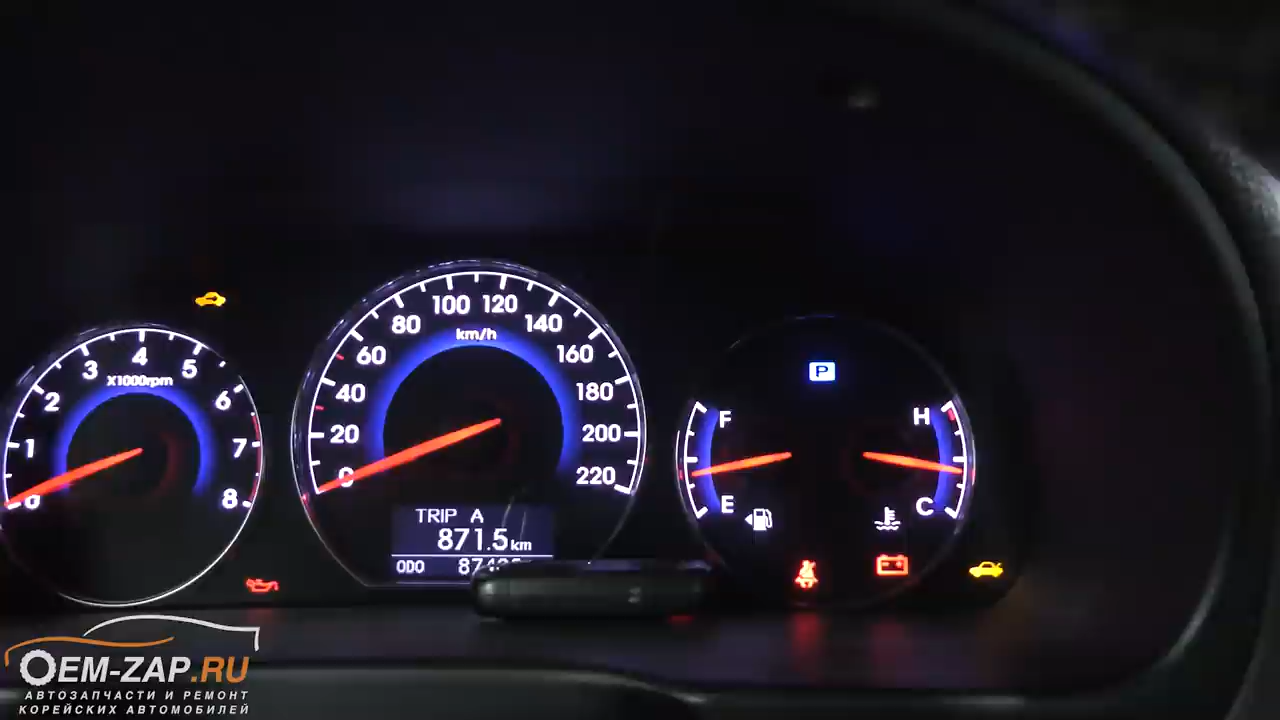 0 1 2 3 4 5 6 7 8
X1000rpm
0 20 40 60 80 100 120 140 160 180 200 220
km/h
TRIP A
871.5 km
ODO
P
F
E
H
C
OEM-ZAP.RU
АВТОЗАПЧАСТИ И РЕМОНТ
КОРЕЙСКИХ АВТОМОБИЛЕЙ